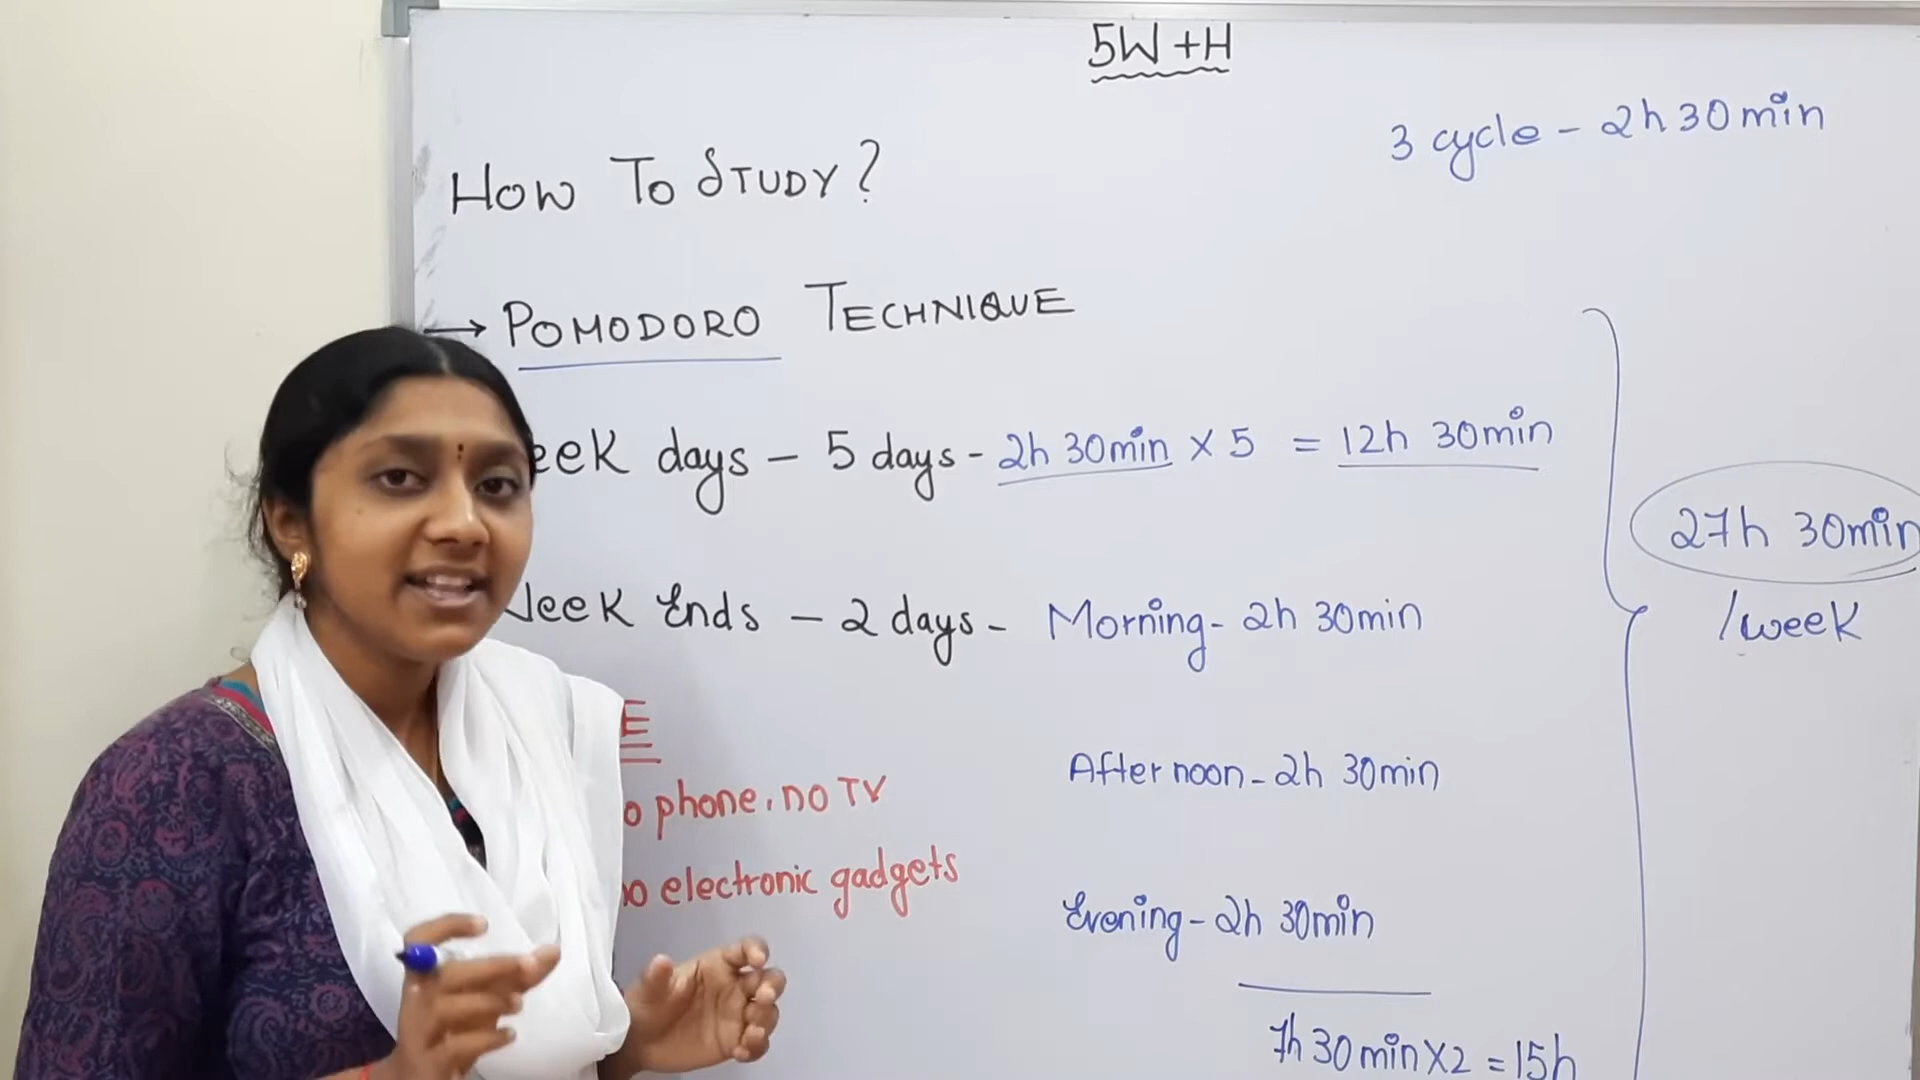 5W+H
3 cycle - 2h 30min
HOW TO STUDY?
→ POMODORO TECHNIQUE
eek days - 5 days - 2h 30min x 5 = 12h 30min
27h 30min
/week
Week Ends - 2 days - Morning - 2h 30min
E
Afternoon - 2h 30min
o phone, no TV
no electronic gadgets
Evening - 2h 30min
7h 30min x2 = 15h